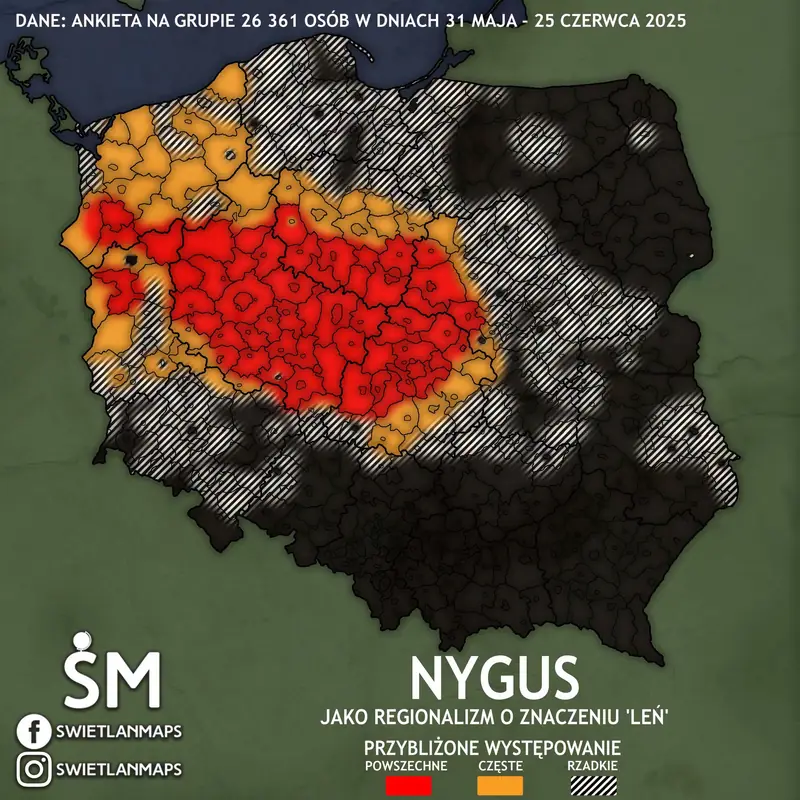 DANE: ANKIETA NA GRUPIE 26 361 OSÓB W DNIACH 31 MAJA - 25 CZERWCA 2025
ŚM
SWIETLANMAPS
SWIETLANMAPS
NYGUS
JAKO REGIONALIZM O ZNACZENIU 'LEŃ'
PRZYBLIŻONE WYSTĘPOWANIE
POWSZECHNE CZĘSTE RZADKIE